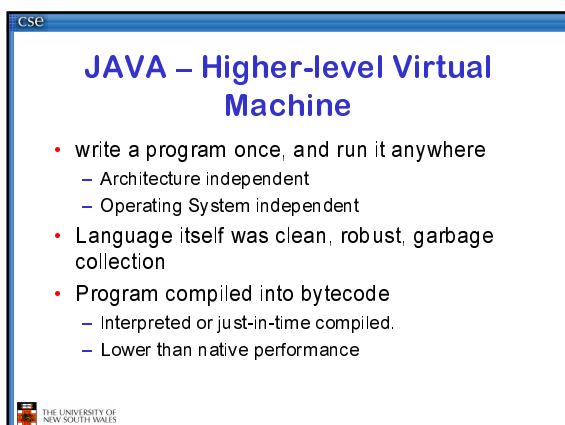 cse
JAVA – Higher-level Virtual
Machine
• write a program once, and run it anywhere
– Architecture independent
– Operating System independent
• Language itself was clean, robust, garbage
collection
• Program compiled into bytecode
– Interpreted or just-in-time compiled.
– Lower than native performance
THE UNIVERSITY OF
NEW SOUTH WALES